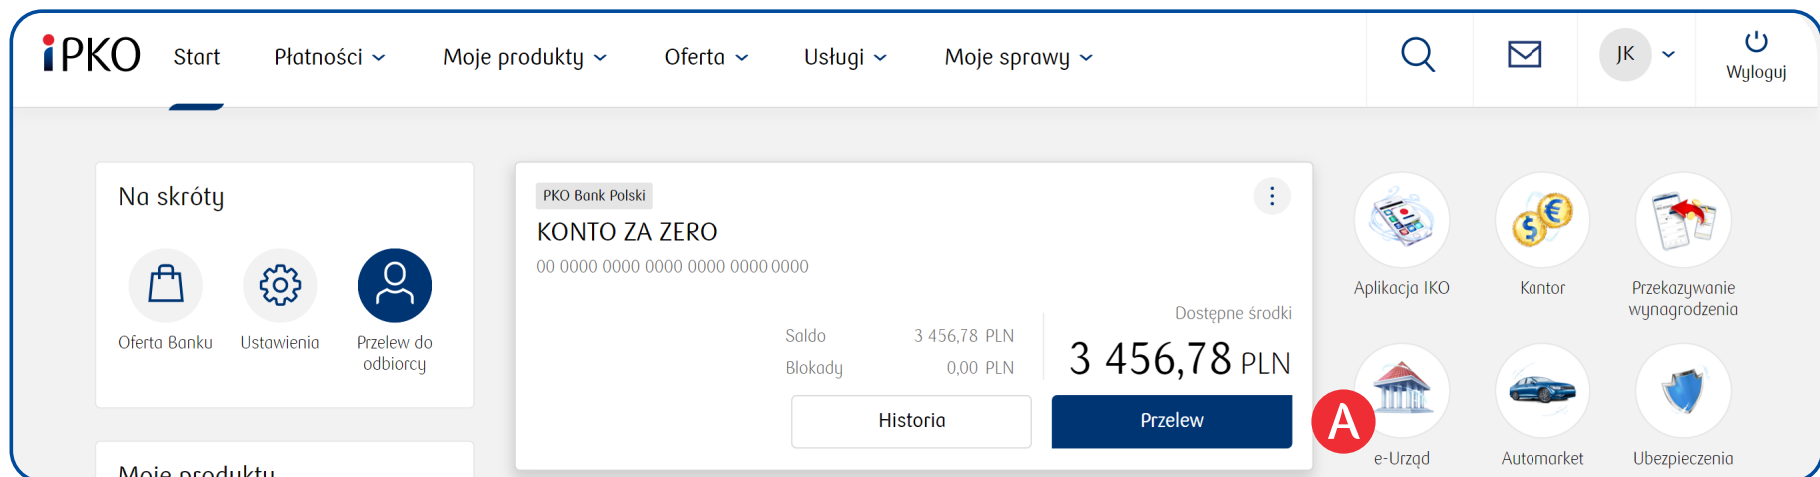 iPKO Start Płatności Moje produkty Oferta Usługi Moje sprawy JK Wyloguj
Na skróty
Oferta Banku
Ustawienia
Przelew do
odbiorcy
Moje produkty
PKO Bank Polski
KONTO ZA ZERO
00 0000 0000 0000 0000 0000 0000
Saldo 3 456,78 PLN
Blokady 0,00 PLN
Dostępne środki
3 456,78 PLN
Historia
Przelew
A
Aplikacja IKO
Kantor
Przekazywanie
wynagrodzenia
e-Urząd
Automarket
Ubezpieczenia